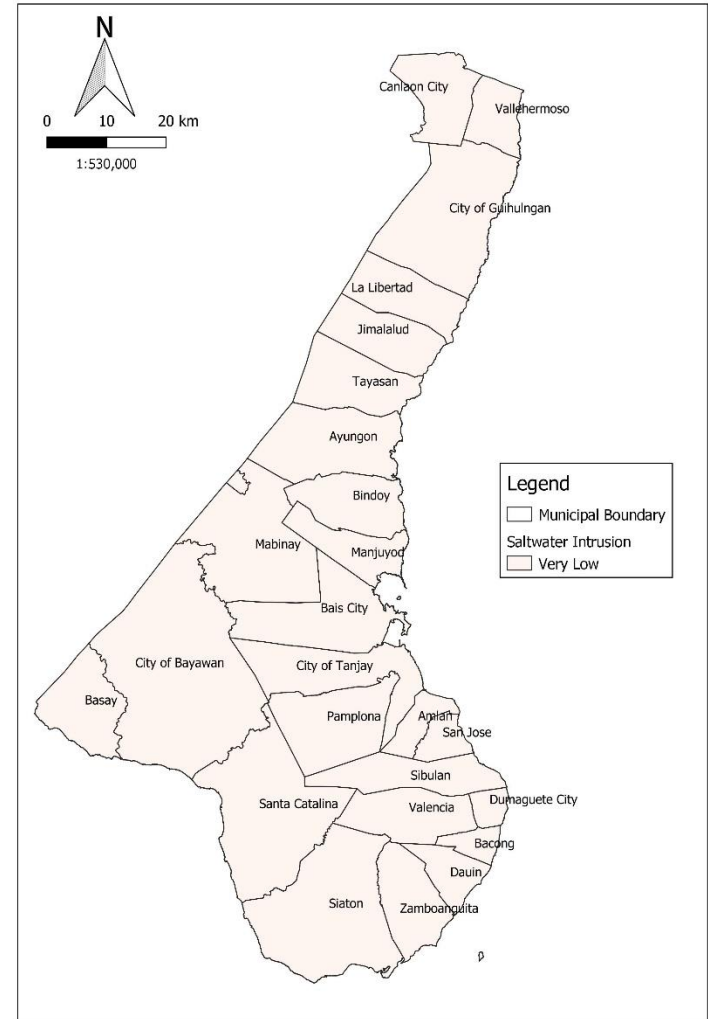 N
0 10 20 km
1:530,000
Canlaon City
Vallehermoso
City of Guihulngan
La Libertad
Jimalalud
Tayasan
Ayungon
Bindoy
Legend
Municipal Boundary
Saltwater Intrusion
Very Low
Mabinay
Manjuyod
Bais City
City of Bayawan
City of Tanjay
Basay
Pamplona
Amlan
San Jose
Sibulan
Santa Catalina
Valencia
Dumaguete City
Bacong
Dauin
Siaton
Zamboanguita